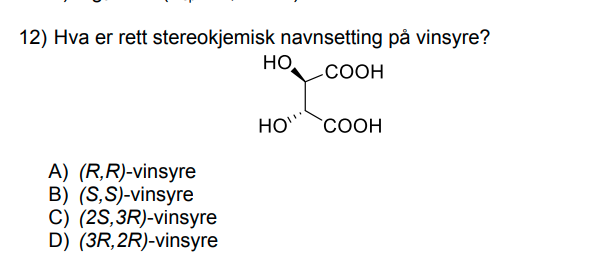 12) Hva er rett stereokjemisk navnsetting på vinsyre?
HO COOH
HO COOH
A) (R,R)-vinsyre
B) (S,S)-vinsyre
C) (2S,3R)-vinsyre
D) (3R,2R)-vinsyre